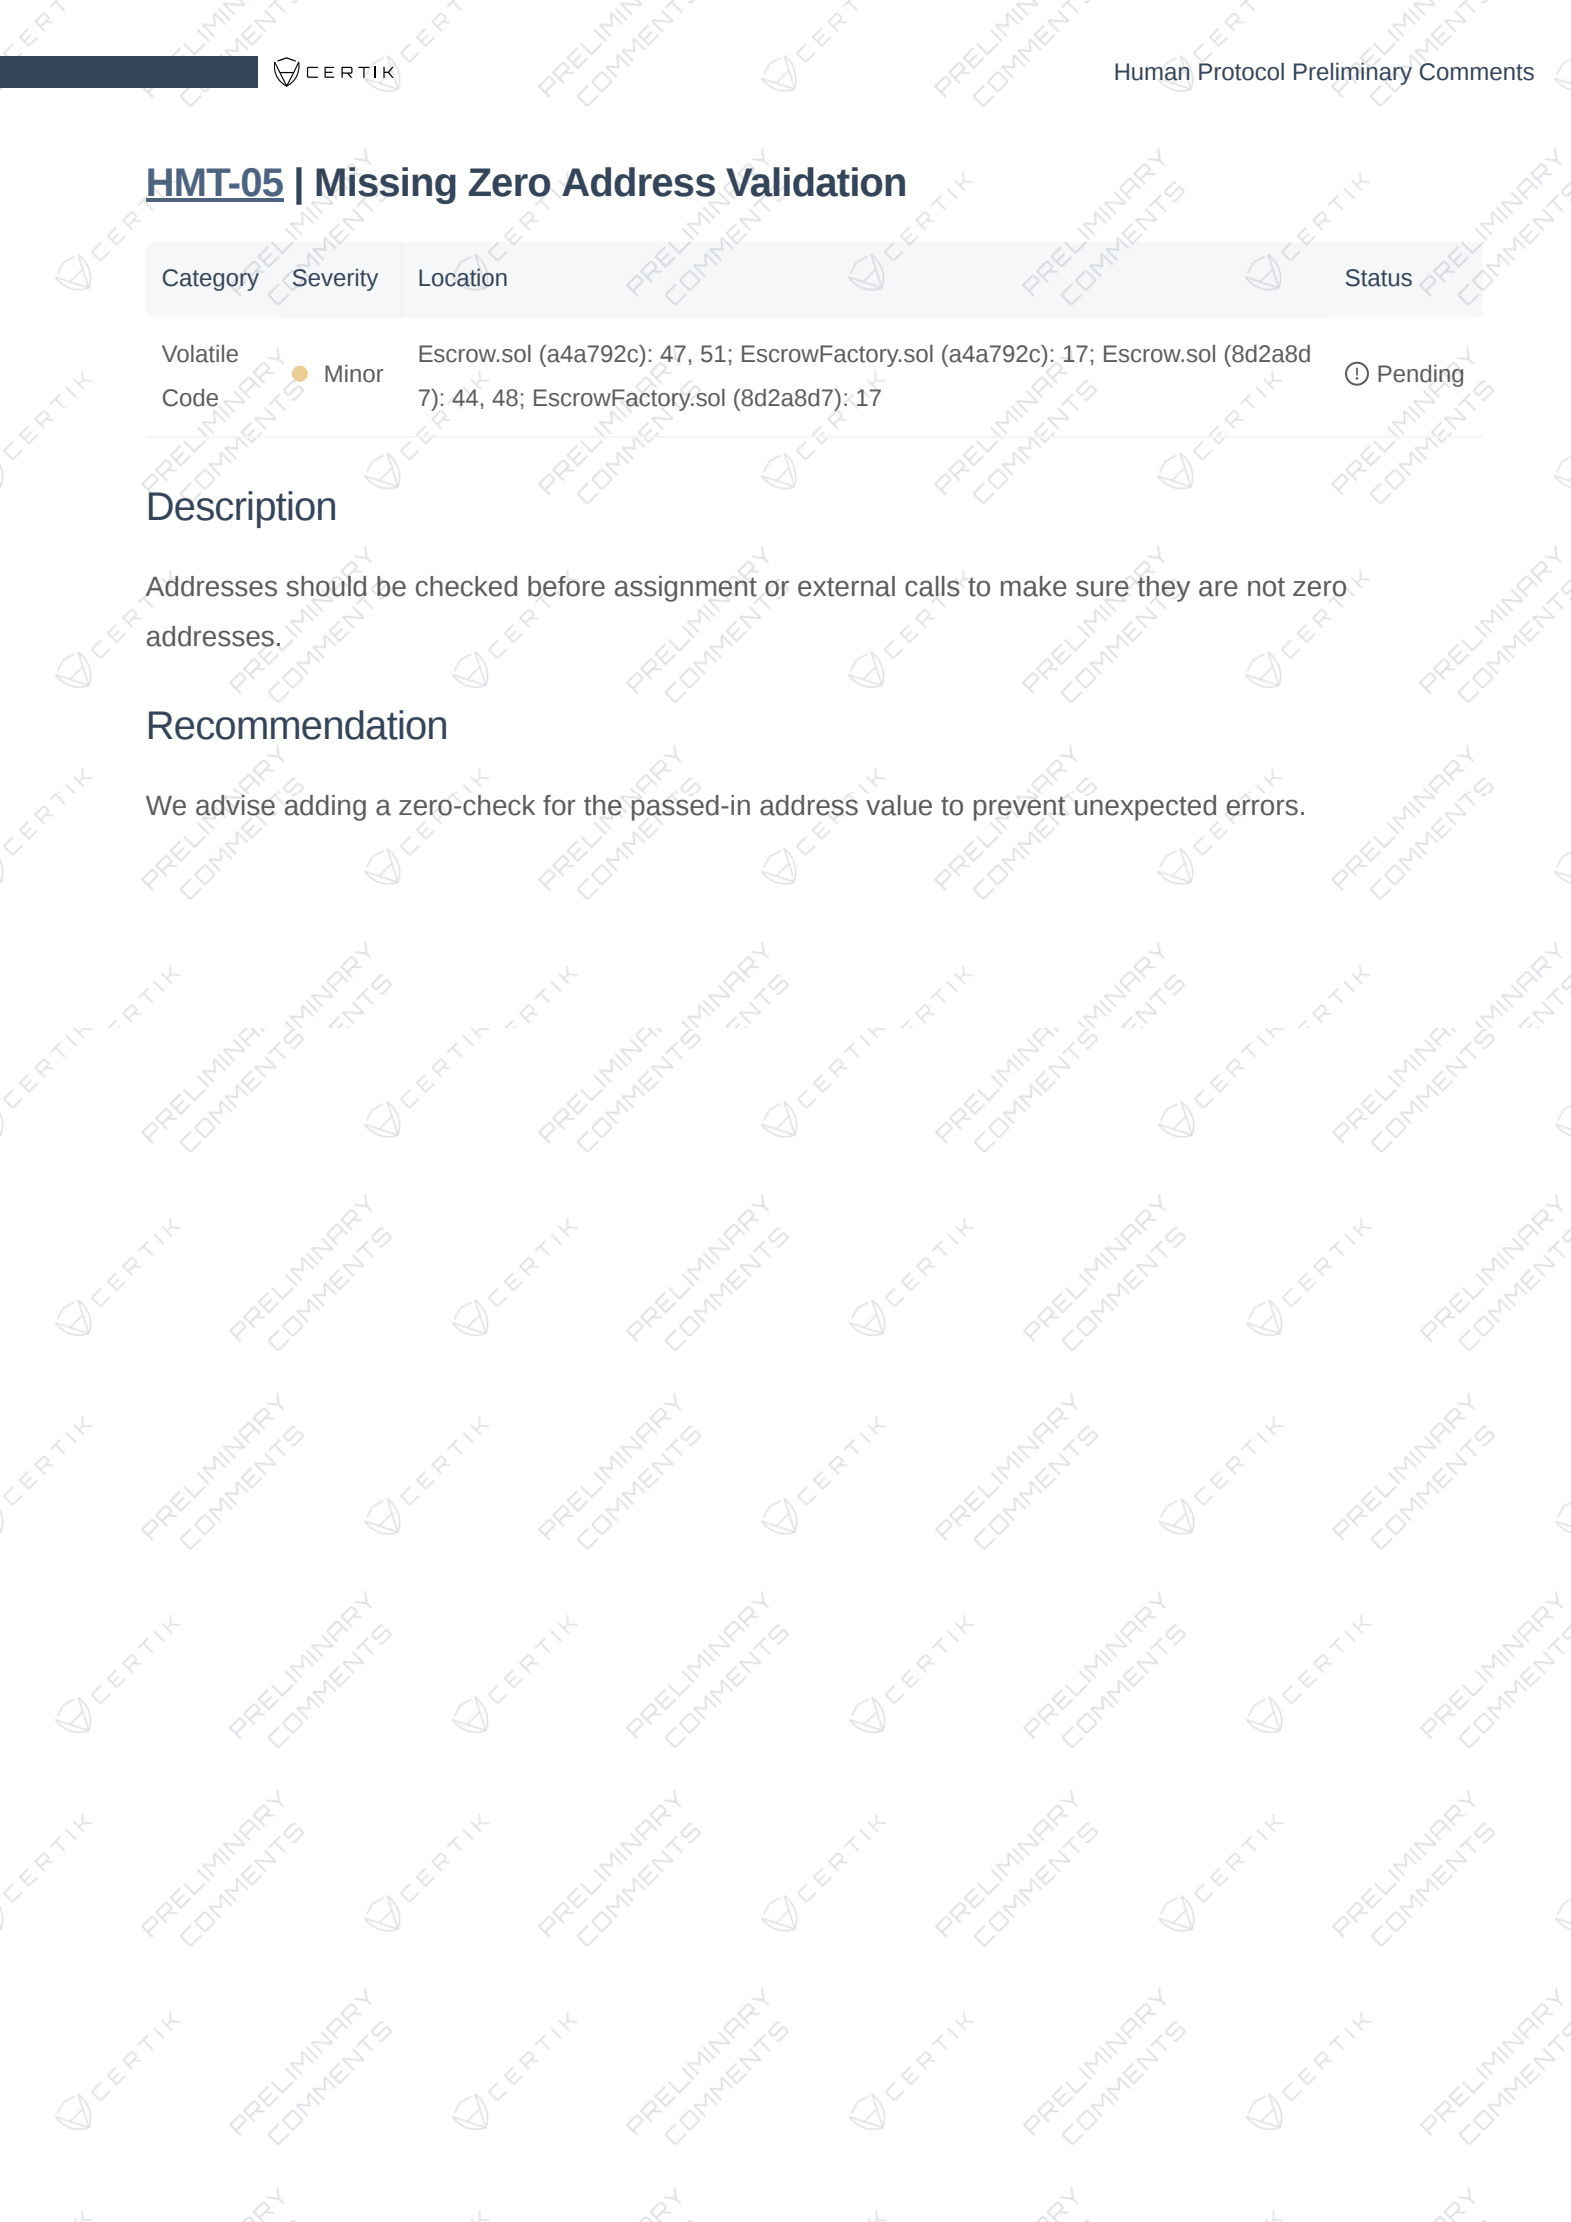 CERTIK
Human Protocol Preliminary Comments
HMT-05 | Missing Zero Address Validation
Category Severity Location Status
Volatile
Code
Minor
Escrow.sol (a4a792c): 47, 51; EscrowFactory.sol (a4a792c): 17; Escrow.sol (8d2a8d
7): 44, 48; EscrowFactory.sol (8d2a8d7): 17
Pending
Description
Addresses should be checked before assignment or external calls to make sure they are not zero
addresses.
Recommendation
We advise adding a zero-check for the passed-in address value to prevent unexpected errors.
CERTIK
PRELIMINARY
COMMENTS